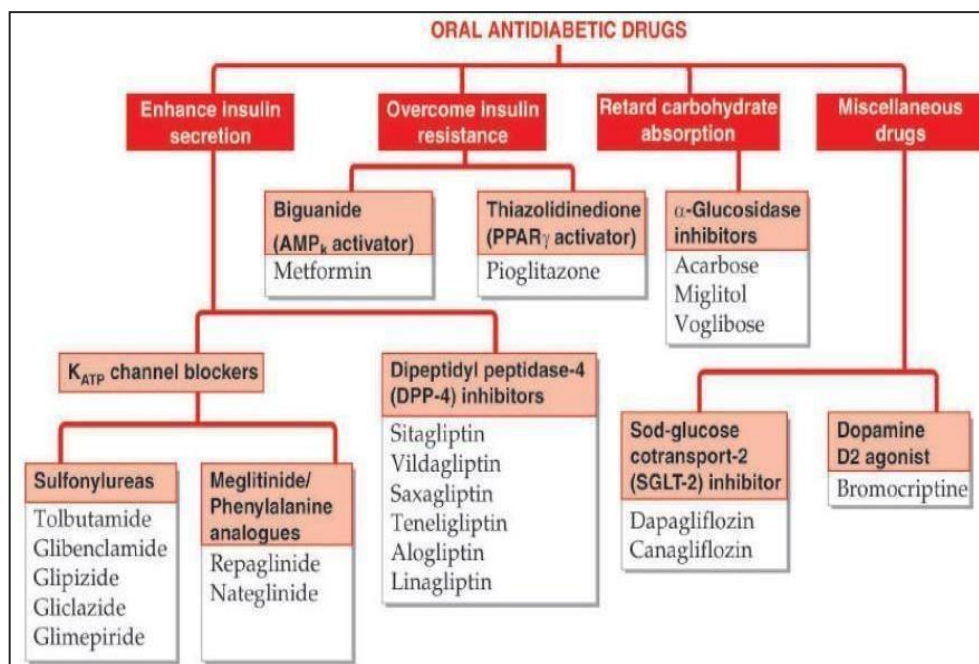 ORAL ANTIDIABETIC DRUGS
Enhance insulin
secretion
Overcome insulin
resistance
Retard carbohydrate
absorption
Miscellaneous
drugs
Biguanide
(AMPₖ activator)
Metformin
Thiazolidinedione
(PPARγ activator)
Pioglitazone
α-Glucosidase
inhibitors
Acarbose
Miglitol
Voglibose
K_ATP channel blockers
Dipeptidyl peptidase-4
(DPP-4) inhibitors
Sitagliptin
Vildagliptin
Saxagliptin
Teneligliptin
Alogliptin
Linagliptin
Sod-glucose
cotransport-2
(SGLT-2) inhibitor
Dapagliflozin
Canagliflozin
Dopamine
D2 agonist
Bromocriptine
Sulfonylureas
Tolbutamide
Glibenclamide
Glipizide
Gliclazide
Glimepiride
Meglitinide/
Phenylalanine
analogues
Repaglinide
Nateglinide